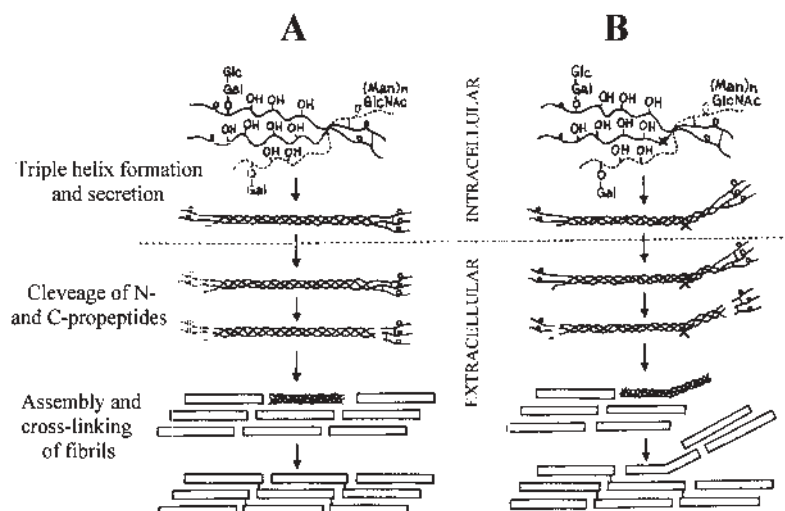 A
B
Glc
Gal
O
OH OH OH OH
(Man)n
GlcNAc
OH OH OH OH
OH OH
O
Gal
Glc
Gal
O
OH OH OH OH
(Man)n
GlcNAc
OH OH OH OH
OH OH
O
Gal
Triple helix formation
and secretion
INTRACELLULAR
Cleveage of N-
and C-propeptides
EXTRACELLULAR
Assembly and
cross-linking
of fibrils